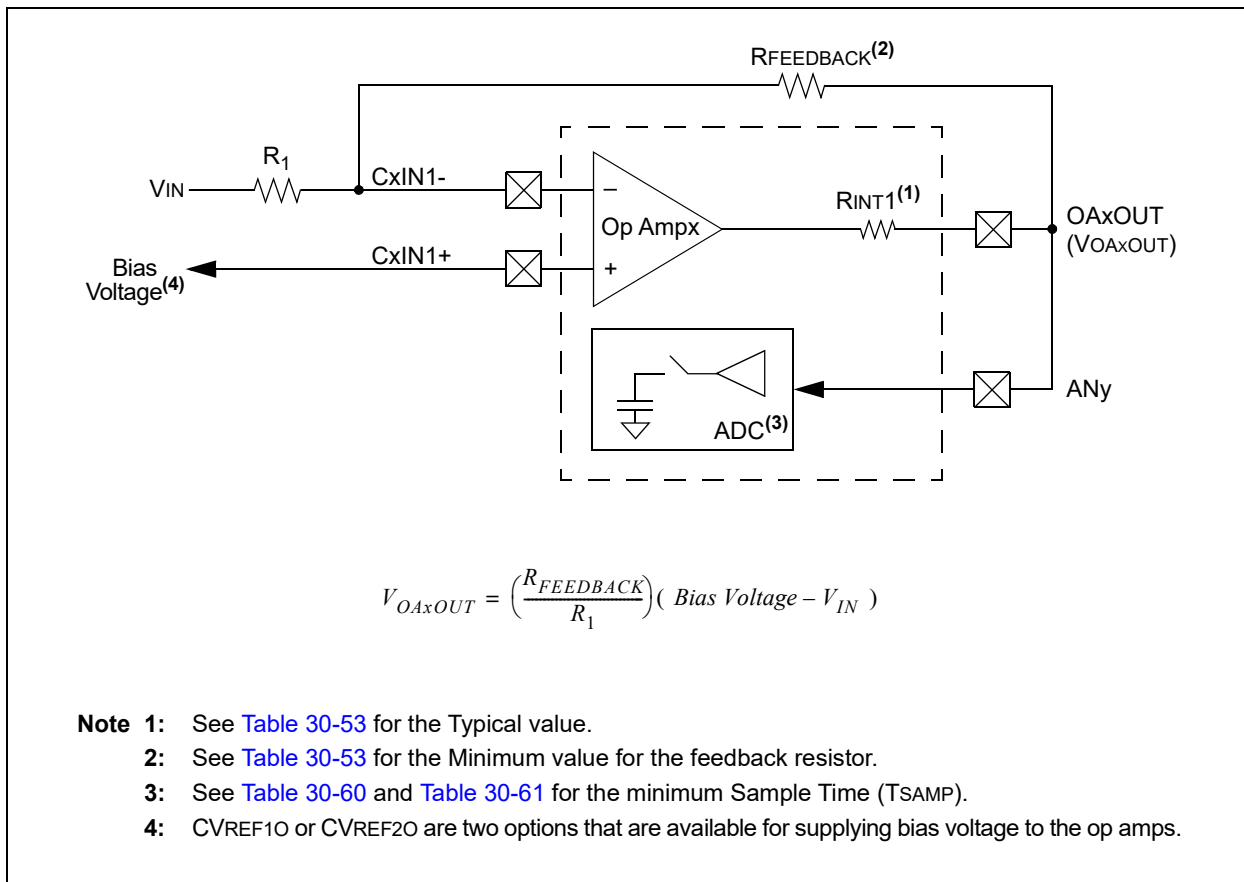 RFEEDBACK(2)
R1
VIN
CxIN1-
–
RINT1(1)
Op Ampx
OAxOUT
(VOAxOUT)
CxIN1+
+
Bias
Voltage(4)
ANy
ADC(3)
VOAxOUT = (RFEEDBACK / R1) ( Bias Voltage – VIN )
Note 1: See Table 30-53 for the Typical value.
2: See Table 30-53 for the Minimum value for the feedback resistor.
3: See Table 30-60 and Table 30-61 for the minimum Sample Time (TSAMP).
4: CVREF1O or CVREF2O are two options that are available for supplying bias voltage to the op amps.